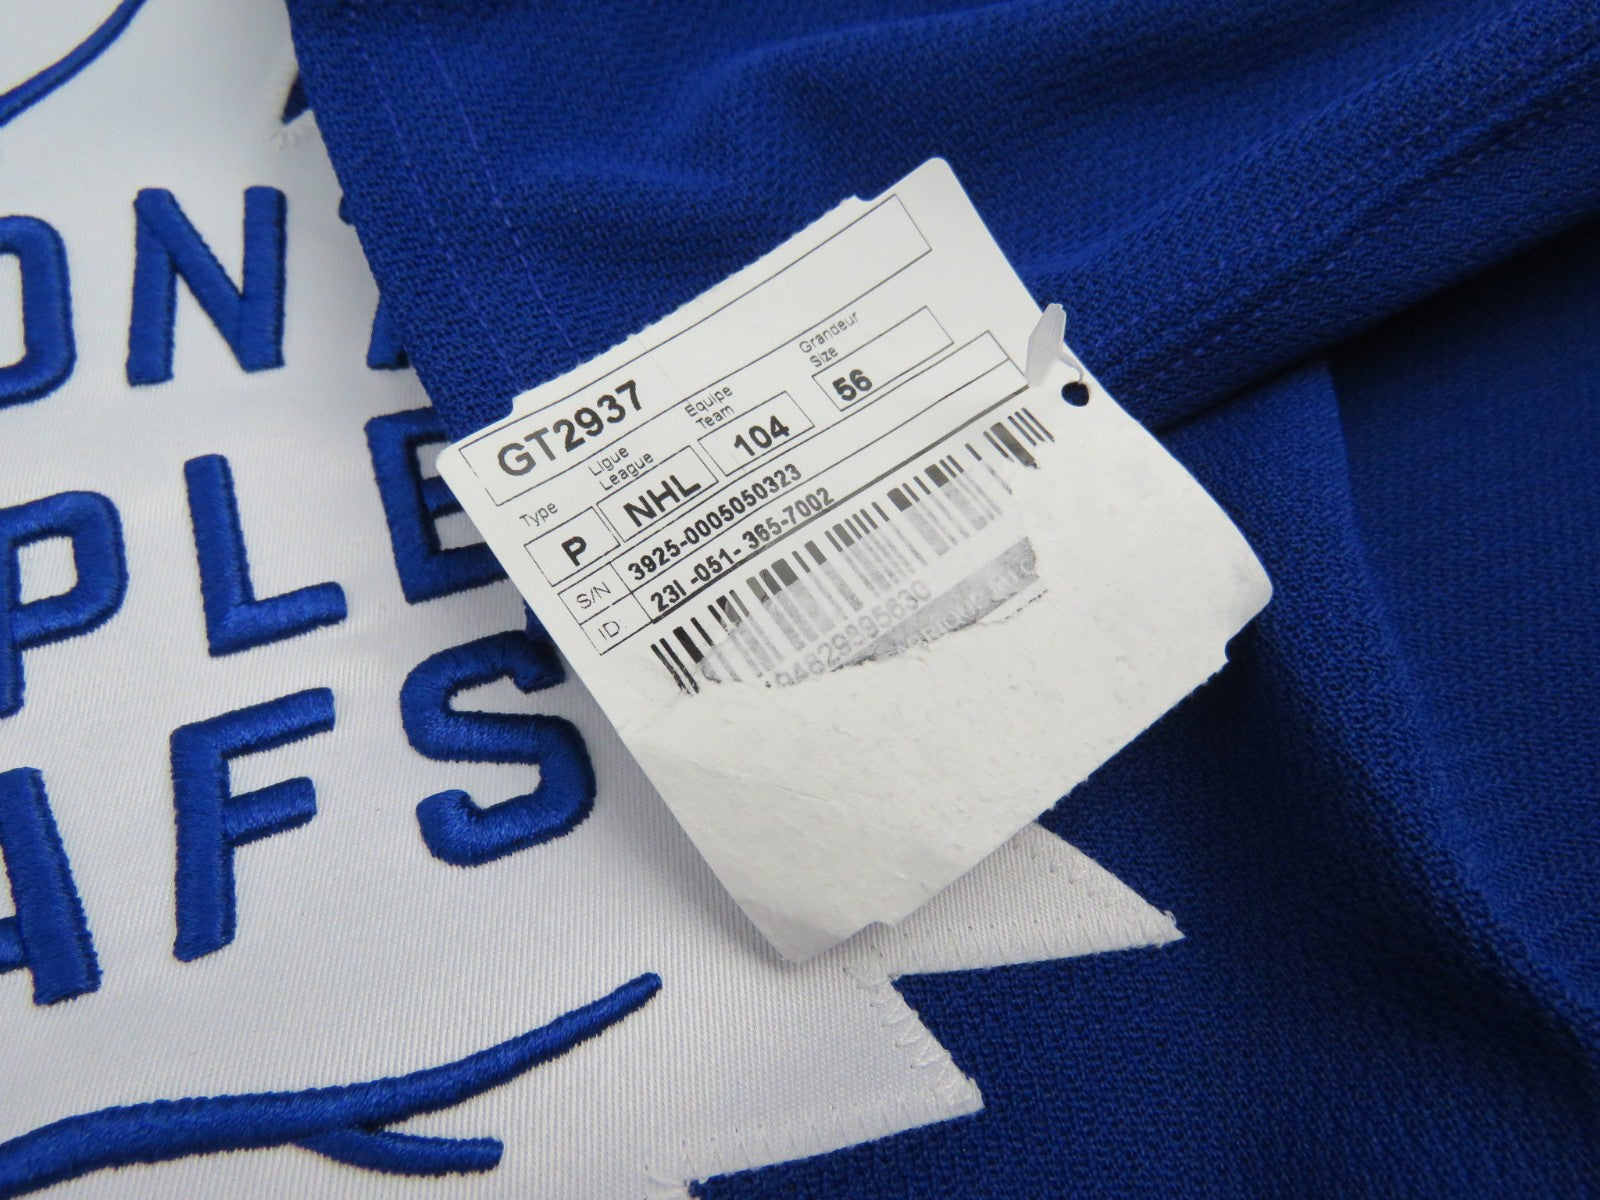 ON
PLE
AFS
GT2937
Type
Ligue
League
Equipe
Team
Grandeur
Size
P
NHL
104
56
S/N
3925-0005050323
ID.
23I -051- 365-7002